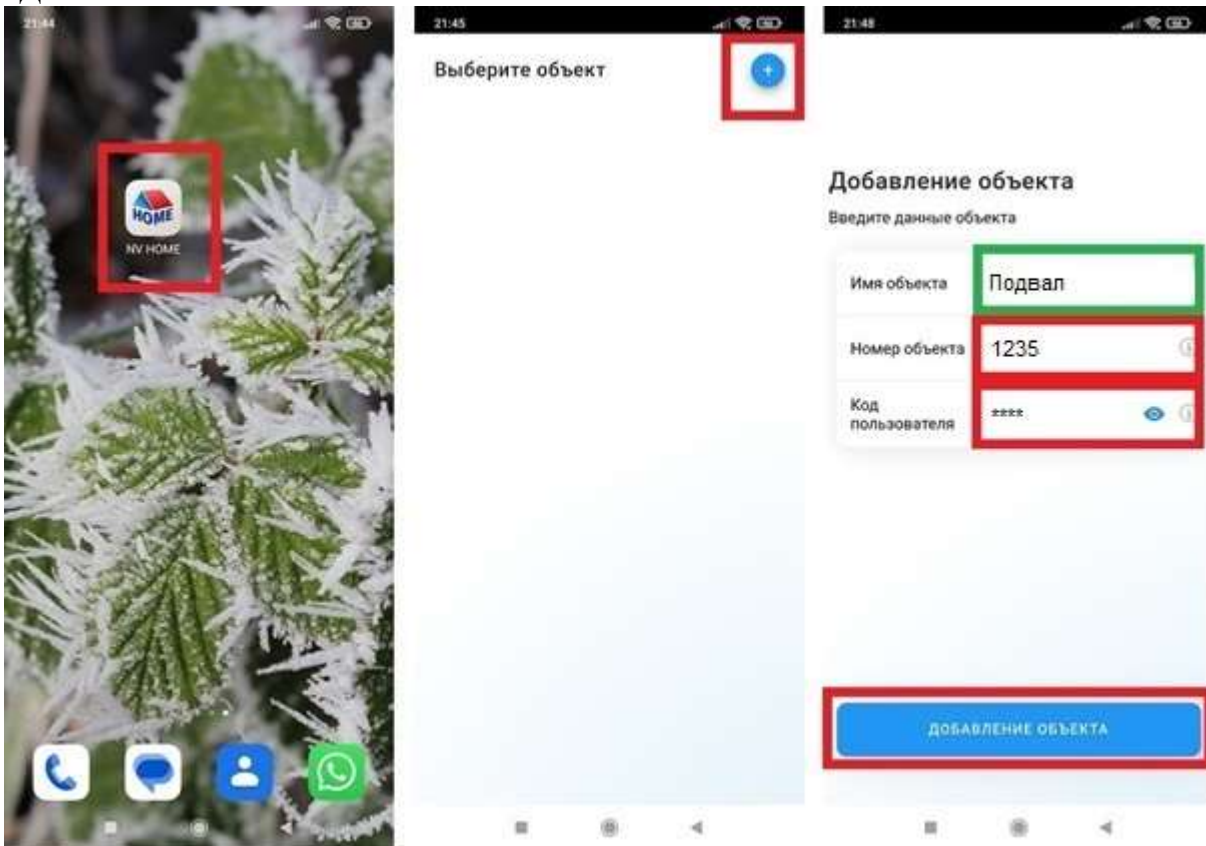 21:44
HOME
NV HOME
21:45
Выберите объект
+
21:48
Добавление объекта
Введите данные объекта
Имя объекта
Подвал
Номер объекта
1235
Код
пользователя
****
ДОБАВЛЕНИЕ ОБЪЕКТА